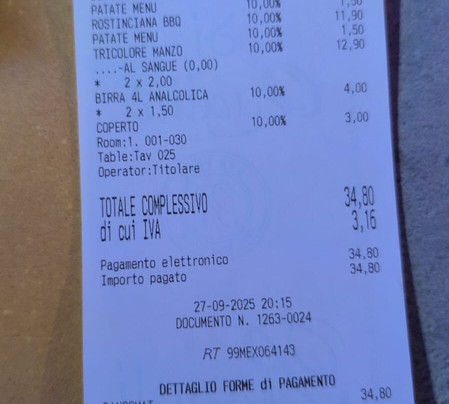 PATATE MENU 10,00% 1,50
ROSTINCIANA BBQ 10,00% 11,90
PATATE MENU 10,00% 1,50
TRICOLORE MANZO 10,00% 12,90
....-AL SANGUE (0,00)
* 2 x 2,00
BIRRA 4L ANALCOLICA 10,00% 4,00
* 2 x 1,50
COPERTO 10,00% 3,00
Room:1. 001-030
Table:Tav 025
Operator:Titolare
TOTALE COMPLESSIVO 34,80
di cui IVA 3,16
Pagamento elettronico 34,80
Importo pagato 34,80
27-09-2025 20:15
DOCUMENTO N. 1263-0024
RT 99MEX064143
DETTAGLIO FORME di PAGAMENTO
34,80